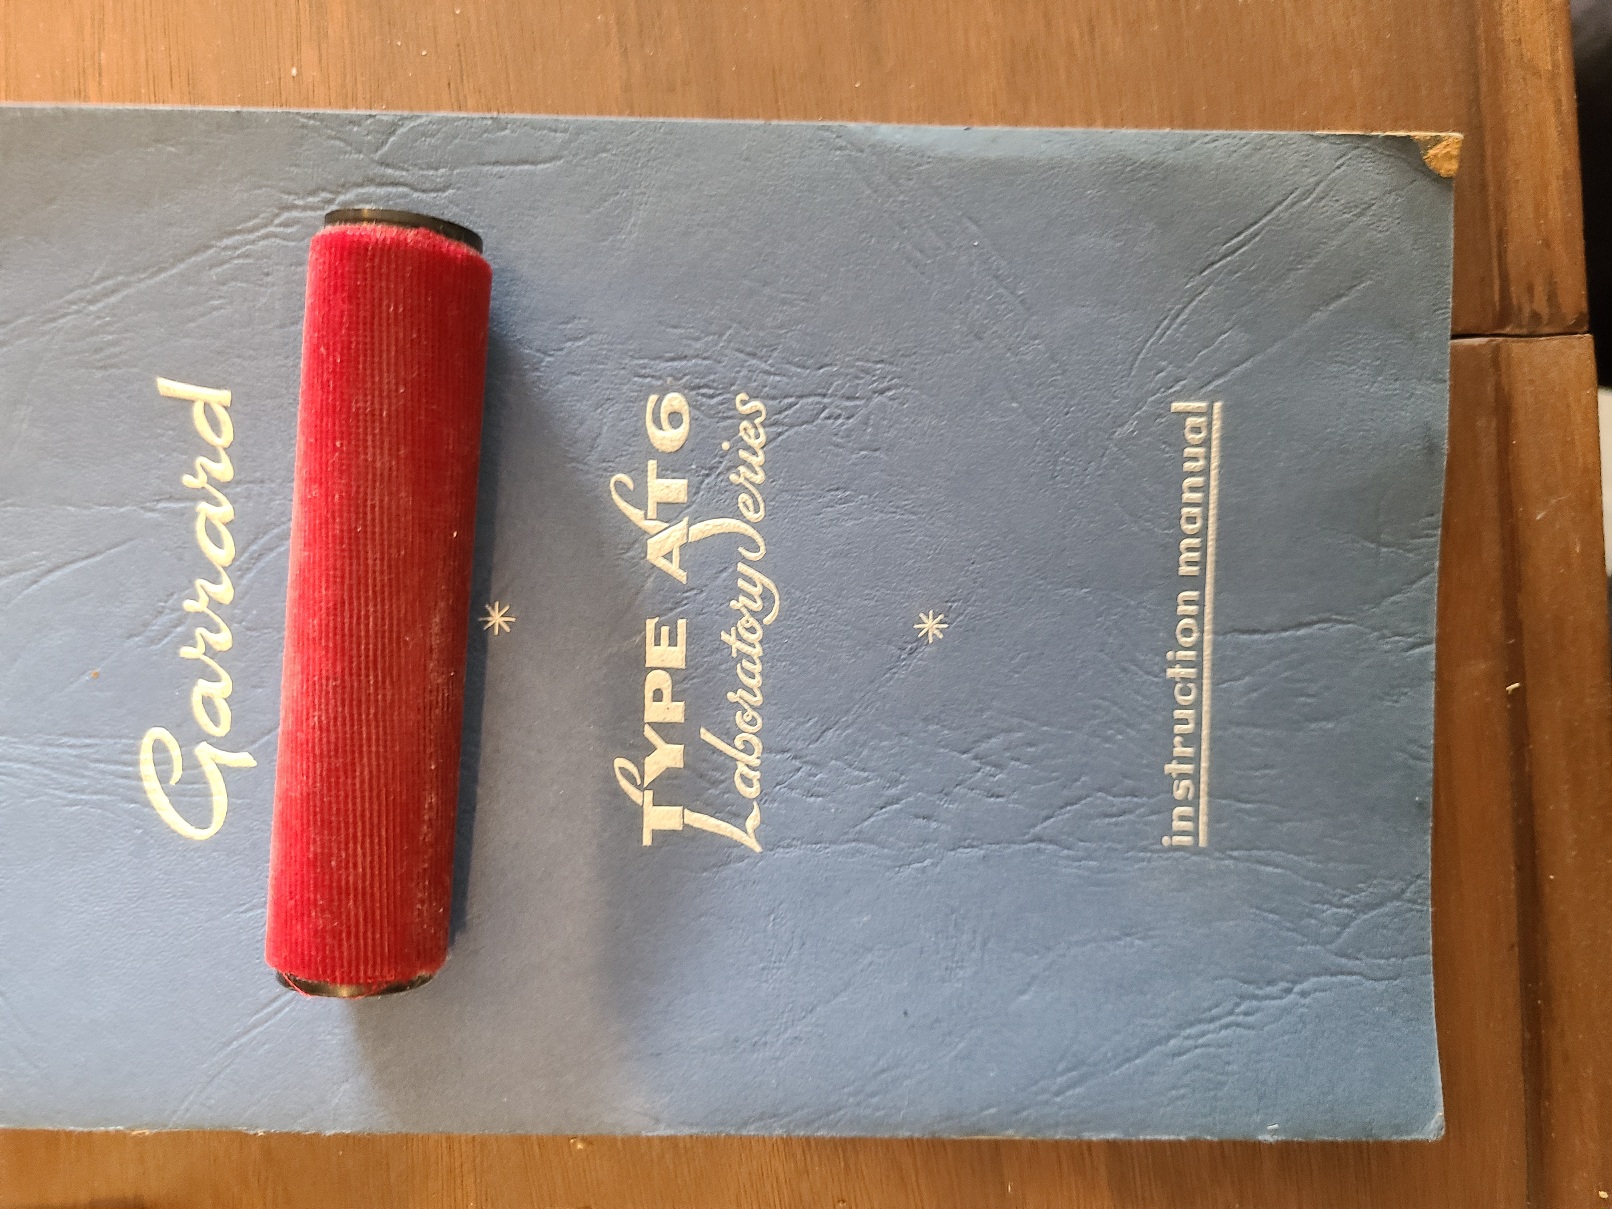 Garrard
TYPE AT6
Laboratory Series
instruction manual